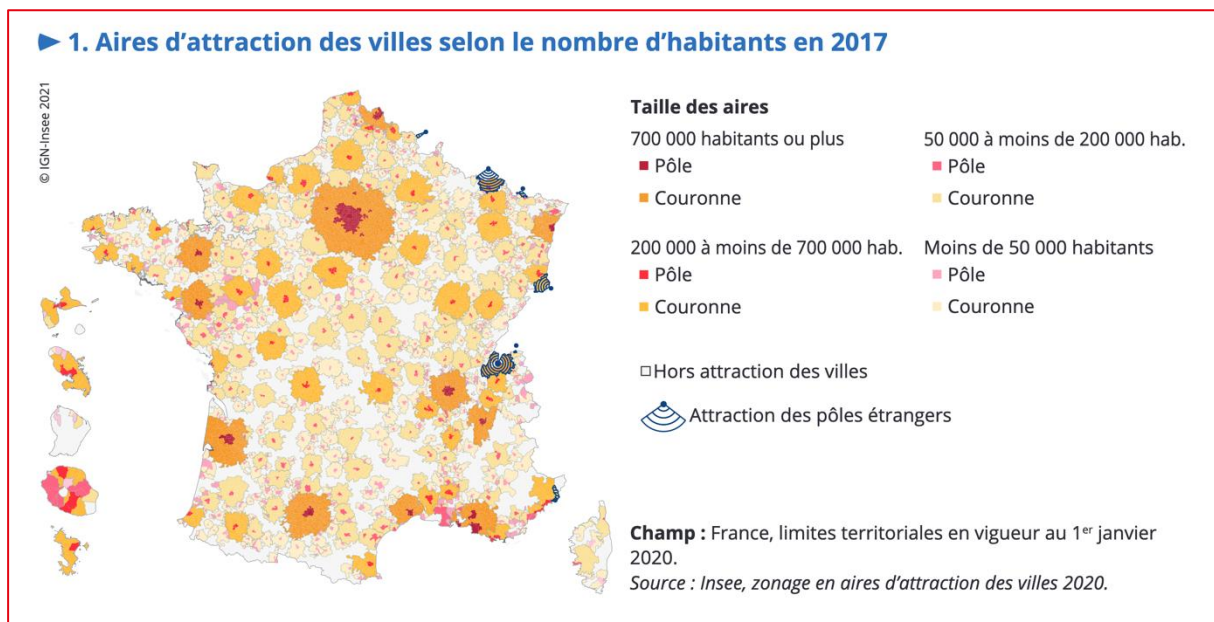 1. Aires d’attraction des villes selon le nombre d’habitants en 2017
© IGN-Insee 2021
Taille des aires
700 000 habitants ou plus
Pôle
Couronne
50 000 à moins de 200 000 hab.
Pôle
Couronne
200 000 à moins de 700 000 hab.
Pôle
Couronne
Moins de 50 000 habitants
Pôle
Couronne
Hors attraction des villes
Attraction des pôles étrangers
Champ : France, limites territoriales en vigueur au 1er janvier
2020.
Source : Insee, zonage en aires d’attraction des villes 2020.